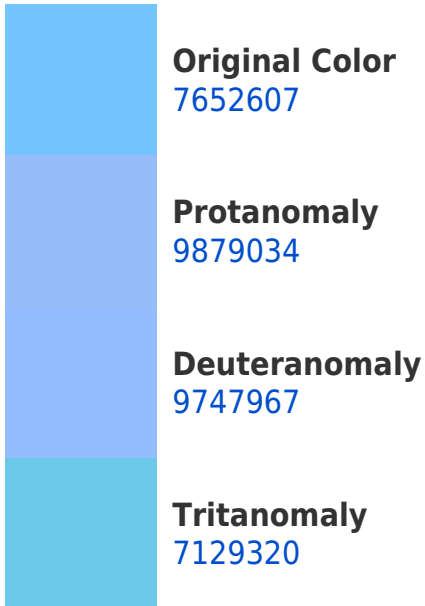 Original Color
7652607
Protanomaly
9879034
Deuteranomaly
9747967
Tritanomaly
7129320